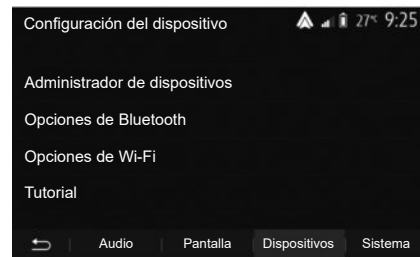 Configuración del dispositivo 27°C 9:25
Administrador de dispositivos
Opciones de Bluetooth
Opciones de Wi-Fi
Tutorial
Audio Pantalla Dispositivos Sistema